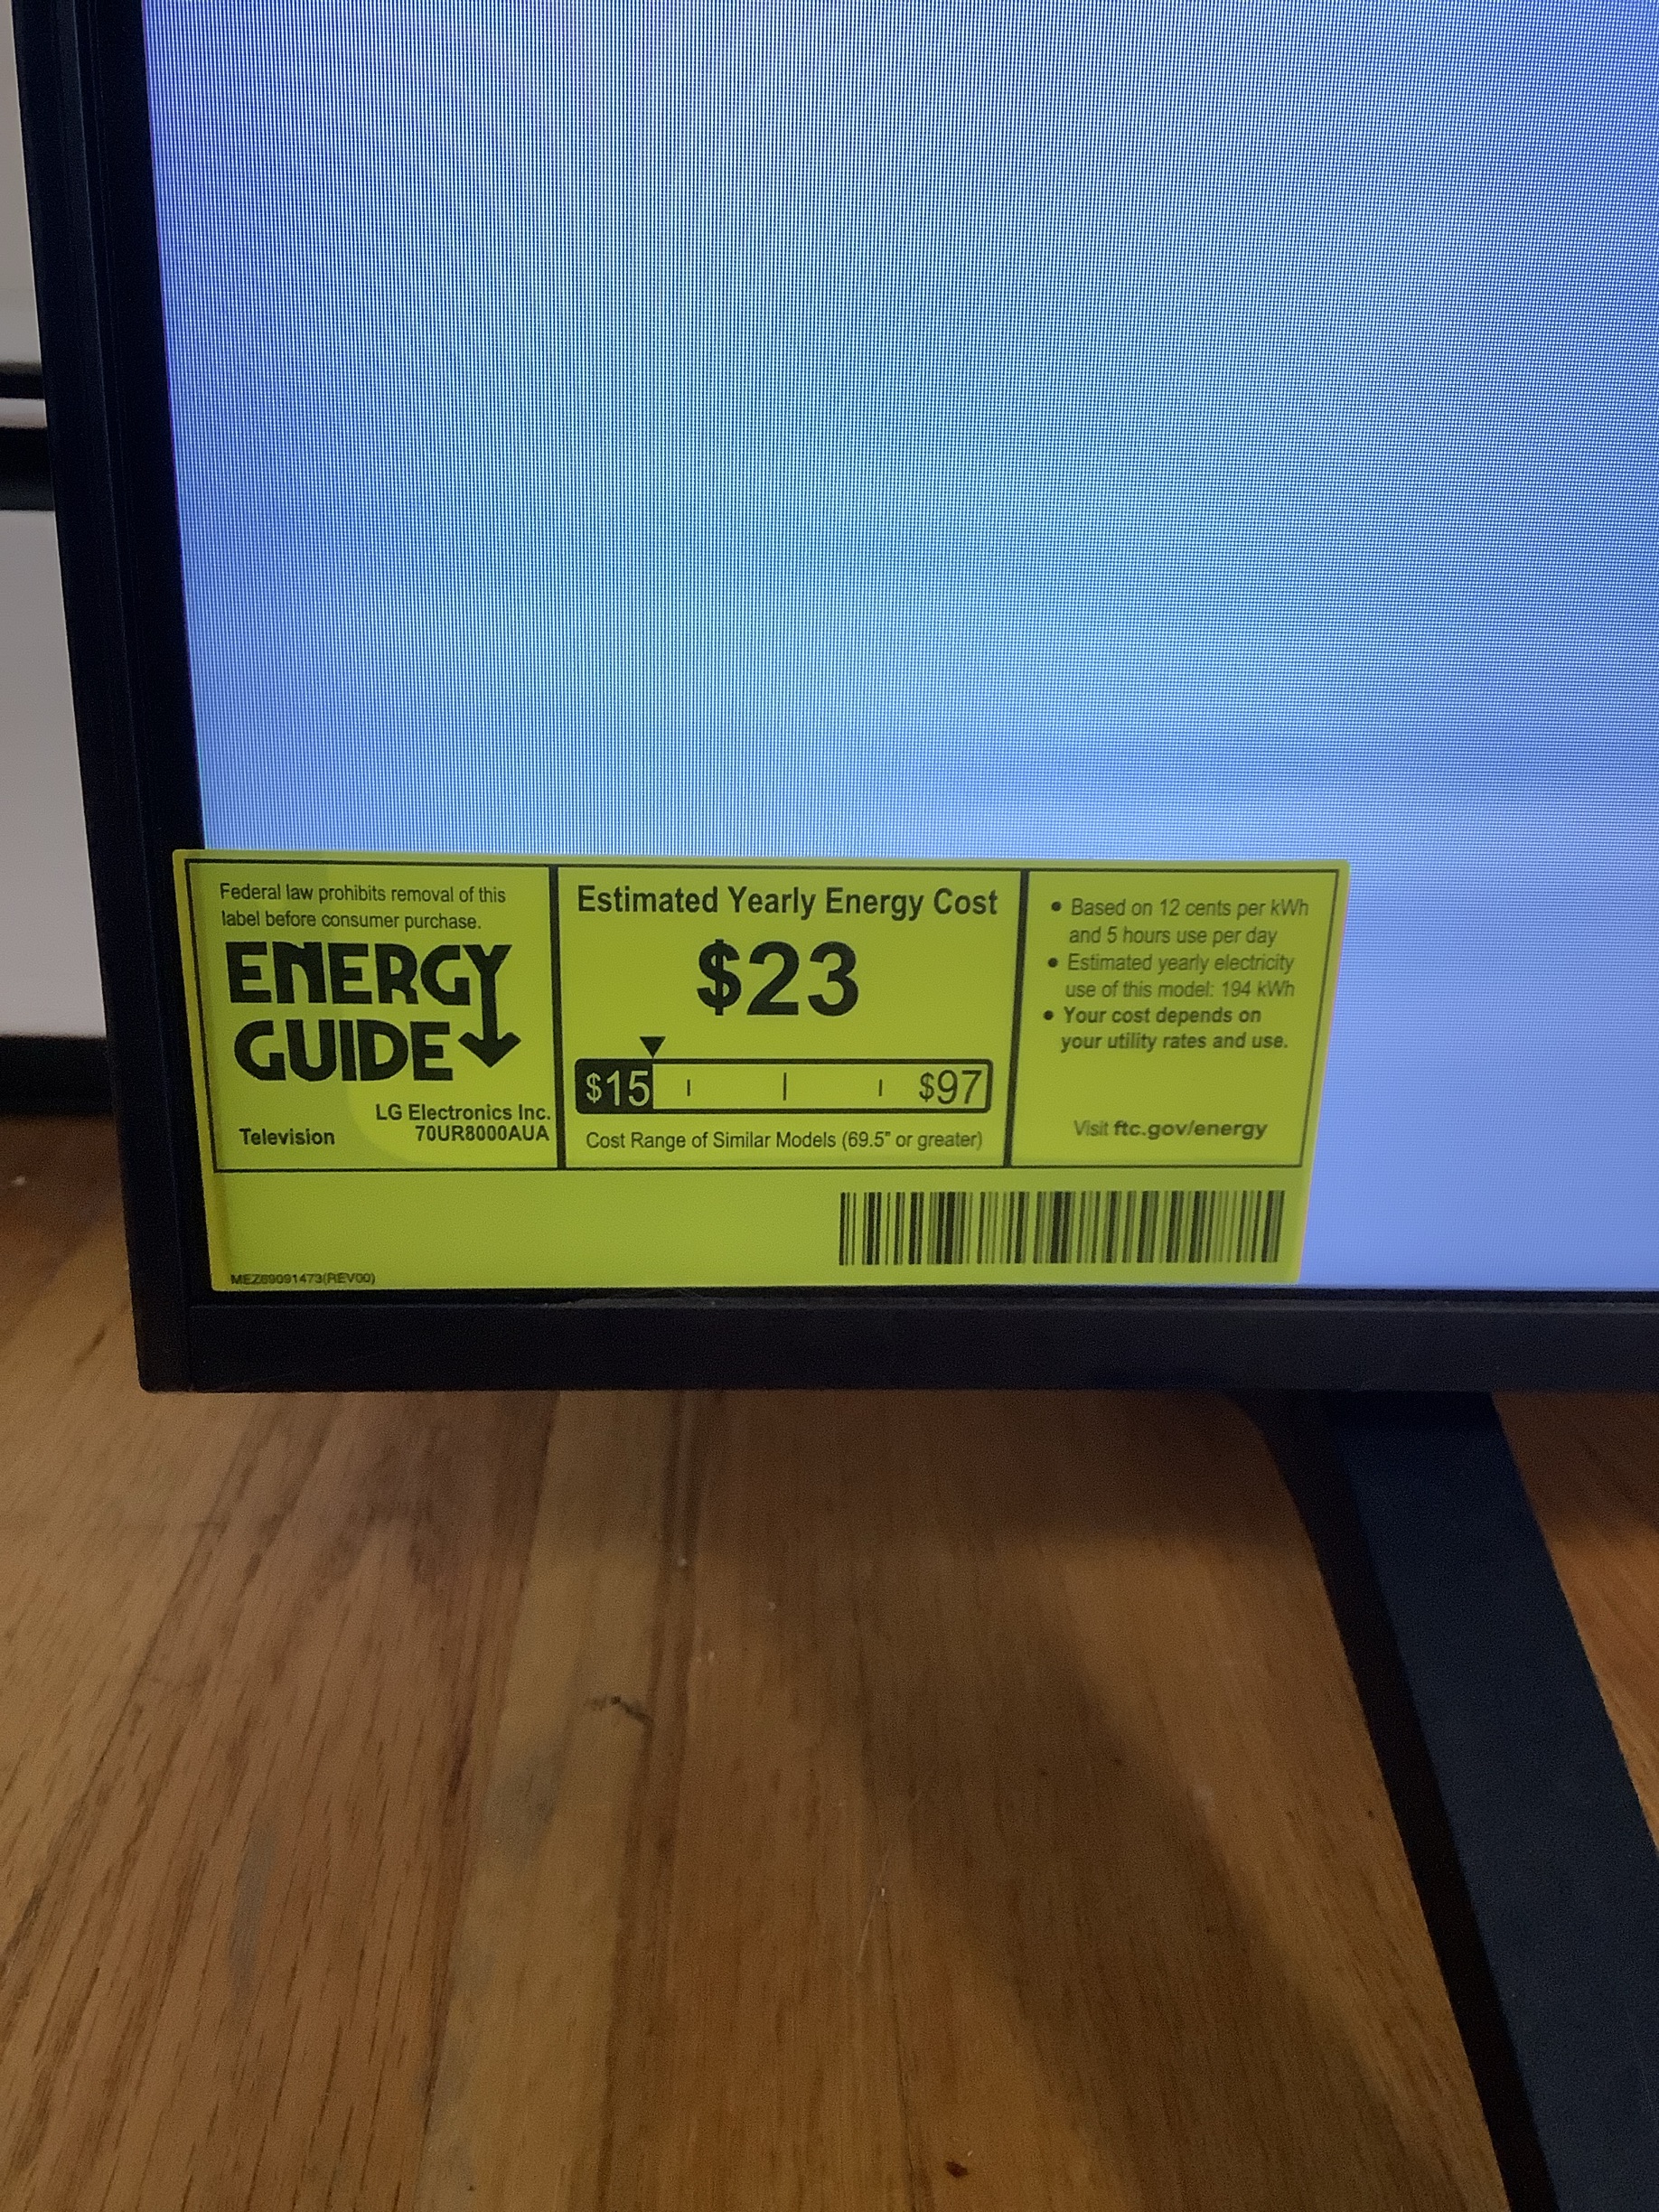 Federal law prohibits removal of this
label before consumer purchase.
ENERGY
GUIDE
LG Electronics Inc.
Television 70UR8000AUA
Estimated Yearly Energy Cost
$23
$15 $97
Cost Range of Similar Models (69.5" or greater)
• Based on 12 cents per kWh
and 5 hours use per day
• Estimated yearly electricity
use of this model: 194 kWh
• Your cost depends on
your utility rates and use.
Visit ftc.gov/energy
MEZ69091473(REV00)